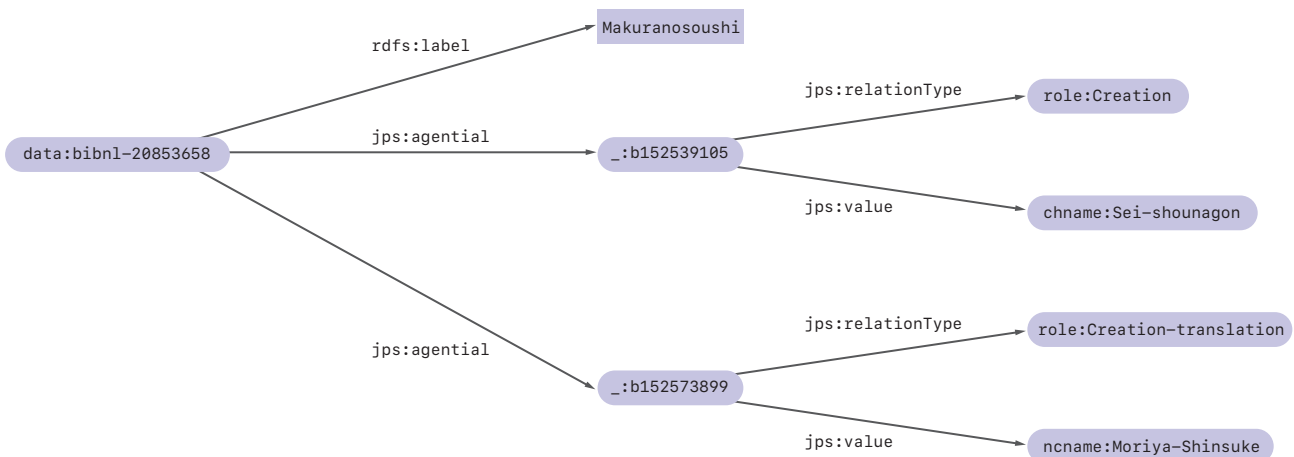 Makuranosoushi
rdfs:label
jps:relationType
role:Creation
data:bibnl-20853658
jps:agential
_:b152539105
jps:value
chname:Sei-shounagon
jps:relationType
role:Creation-translation
jps:agential
_:b152573899
jps:value
ncname:Moriya-Shinsuke